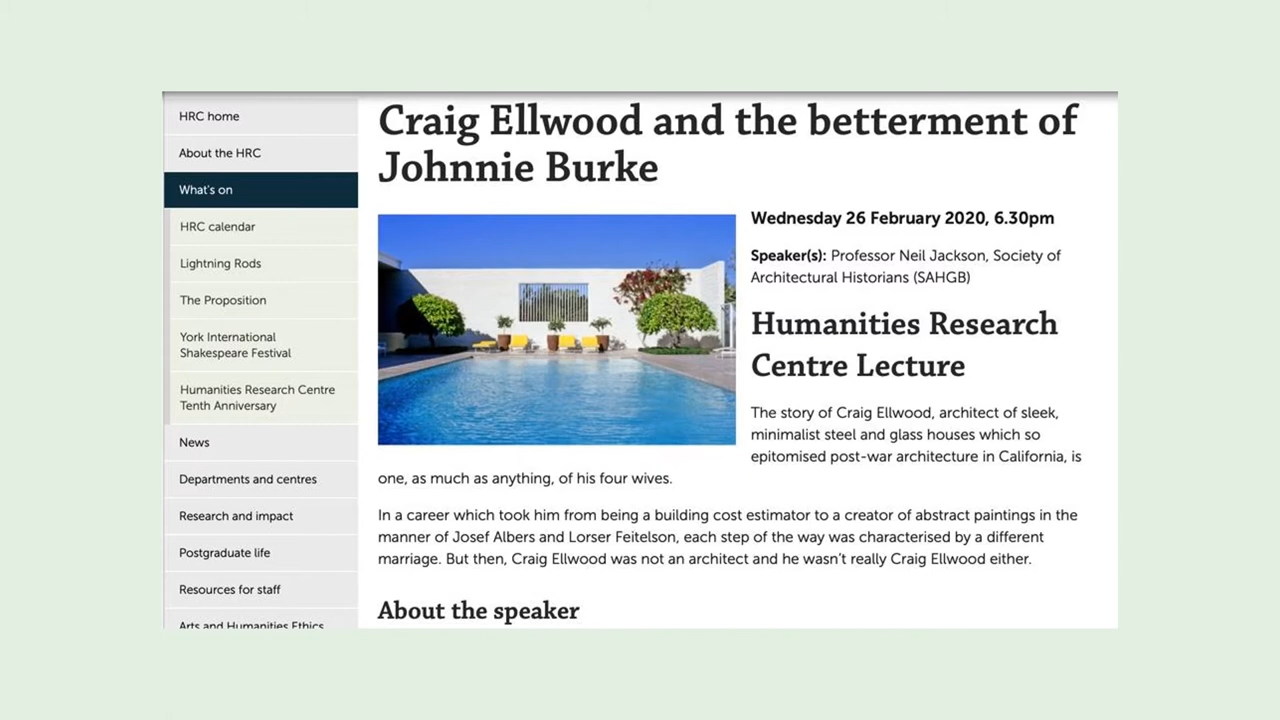 HRC home
About the HRC
What's on
HRC calendar
Lightning Rods
The Proposition
York International
Shakespeare Festival
Humanities Research Centre
Tenth Anniversary
News
Departments and centres
Research and impact
Postgraduate life
Resources for staff
Arts and Humanities Ethics
Craig Ellwood and the betterment of
Johnnie Burke
Wednesday 26 February 2020, 6.30pm
Speaker(s): Professor Neil Jackson, Society of
Architectural Historians (SAHGB)
Humanities Research
Centre Lecture
The story of Craig Ellwood, architect of sleek,
minimalist steel and glass houses which so
epitomised post-war architecture in California, is
one, as much as anything, of his four wives.
In a career which took him from being a building cost estimator to a creator of abstract paintings in the
manner of Josef Albers and Lorser Feitelson, each step of the way was characterised by a different
marriage. But then, Craig Ellwood was not an architect and he wasn't really Craig Ellwood either.
About the speaker